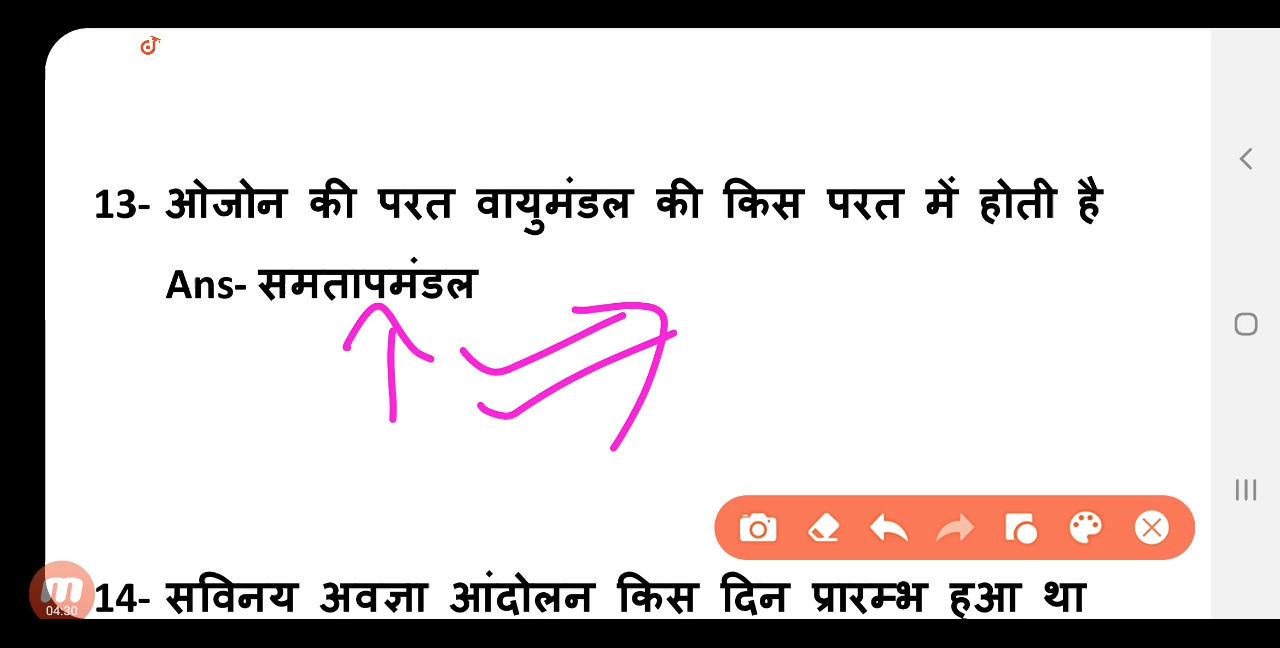 13- ओजोन की परत वायुमंडल की किस परत में होती है
Ans- समतापमंडल
14- सविनय अवज्ञा आंदोलन किस दिन प्रारम्भ हुआ था
04:30